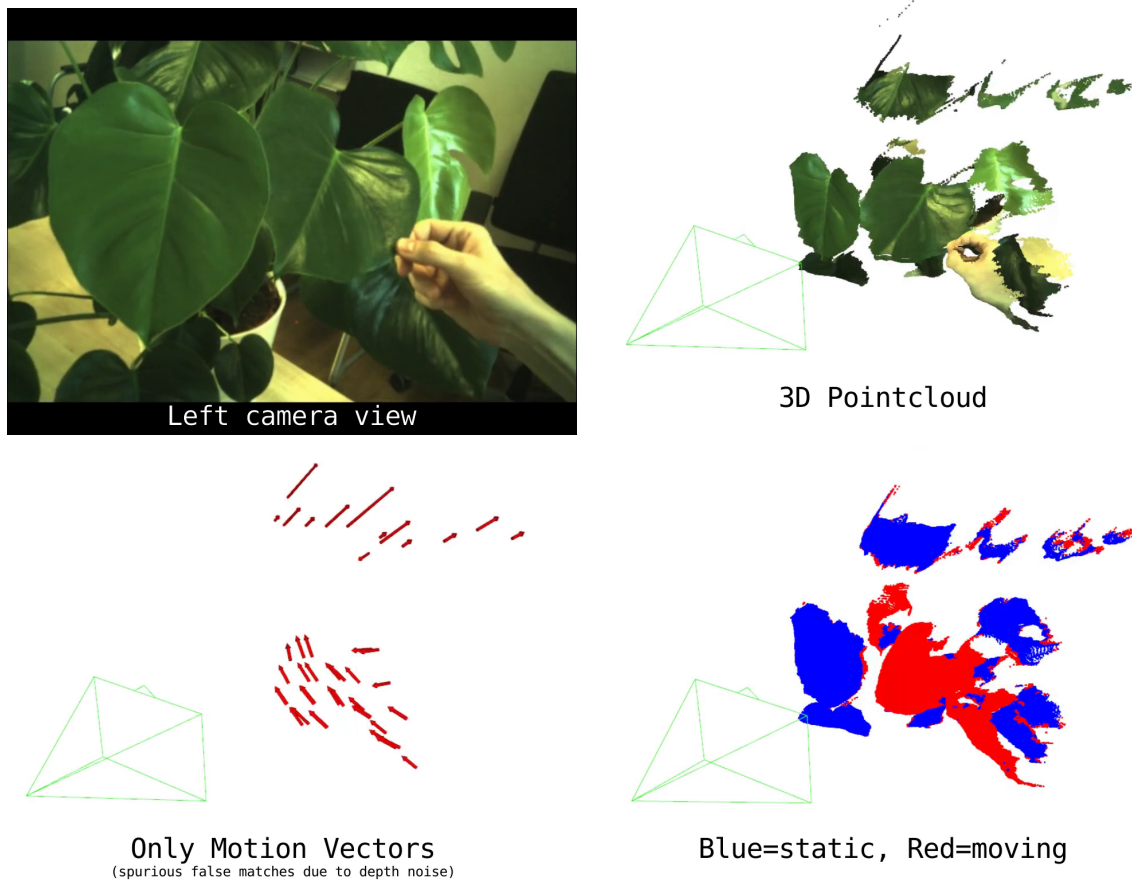 Left camera view
3D Pointcloud
Only Motion Vectors
(spurious false matches due to depth noise)
Blue=static, Red=moving